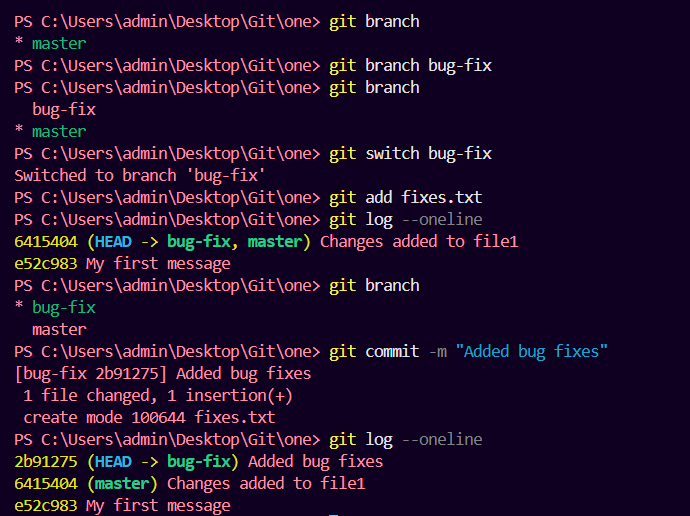 PS C:\Users\admin\Desktop\Git\one> git branch
* master
PS C:\Users\admin\Desktop\Git\one> git branch bug-fix
PS C:\Users\admin\Desktop\Git\one> git branch
  bug-fix
* master
PS C:\Users\admin\Desktop\Git\one> git switch bug-fix
Switched to branch 'bug-fix'
PS C:\Users\admin\Desktop\Git\one> git add fixes.txt
PS C:\Users\admin\Desktop\Git\one> git log --oneline
6415404 (HEAD -> bug-fix, master) Changes added to file1
e52c983 My first message
PS C:\Users\admin\Desktop\Git\one> git branch
* bug-fix
  master
PS C:\Users\admin\Desktop\Git\one> git commit -m "Added bug fixes"
[bug-fix 2b91275] Added bug fixes
 1 file changed, 1 insertion(+)
 create mode 100644 fixes.txt
PS C:\Users\admin\Desktop\Git\one> git log --oneline
2b91275 (HEAD -> bug-fix) Added bug fixes
6415404 (master) Changes added to file1
e52c983 My first message